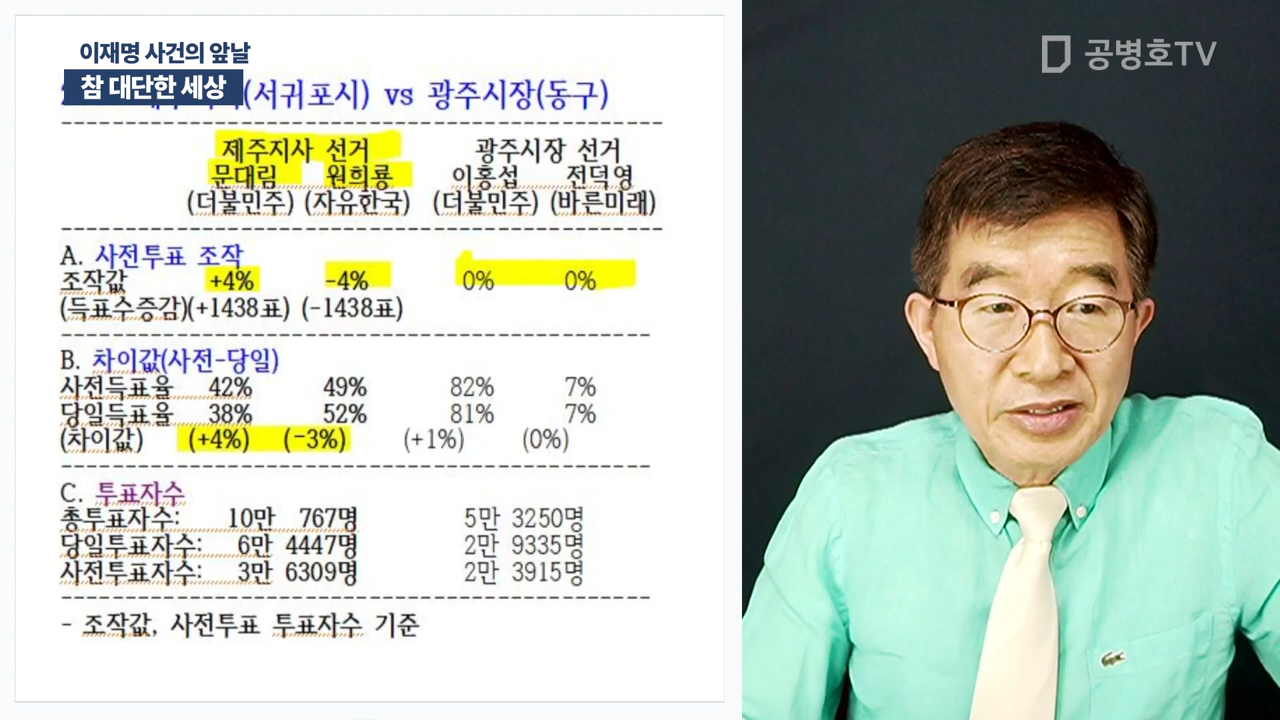 이재명 사건의 앞날
참 대단한 세상
(서귀포시) vs 광주시장(동구)
제주지사 선거 광주시장 선거
문대림 원희룡 이홍섭 전덕영
(더불민주) (자유한국) (더불민주) (바른미래)
A. 사전투표 조작
조작값 +4% -4% 0% 0%
(득표수증감)(+1438표) (-1438표)
B. 차이값(사전-당일)
사전득표율 42% 49% 82% 7%
당일득표율 38% 52% 81% 7%
(차이값) (+4%) (-3%) (+1%) (0%)
C. 투표자수
총투표자수: 10만 767명 5만 3250명
당일투표자수: 6만 4447명 2만 9335명
사전투표자수: 3만 6309명 2만 3915명
- 조작값, 사전투표 투표자수 기준
공병호TV